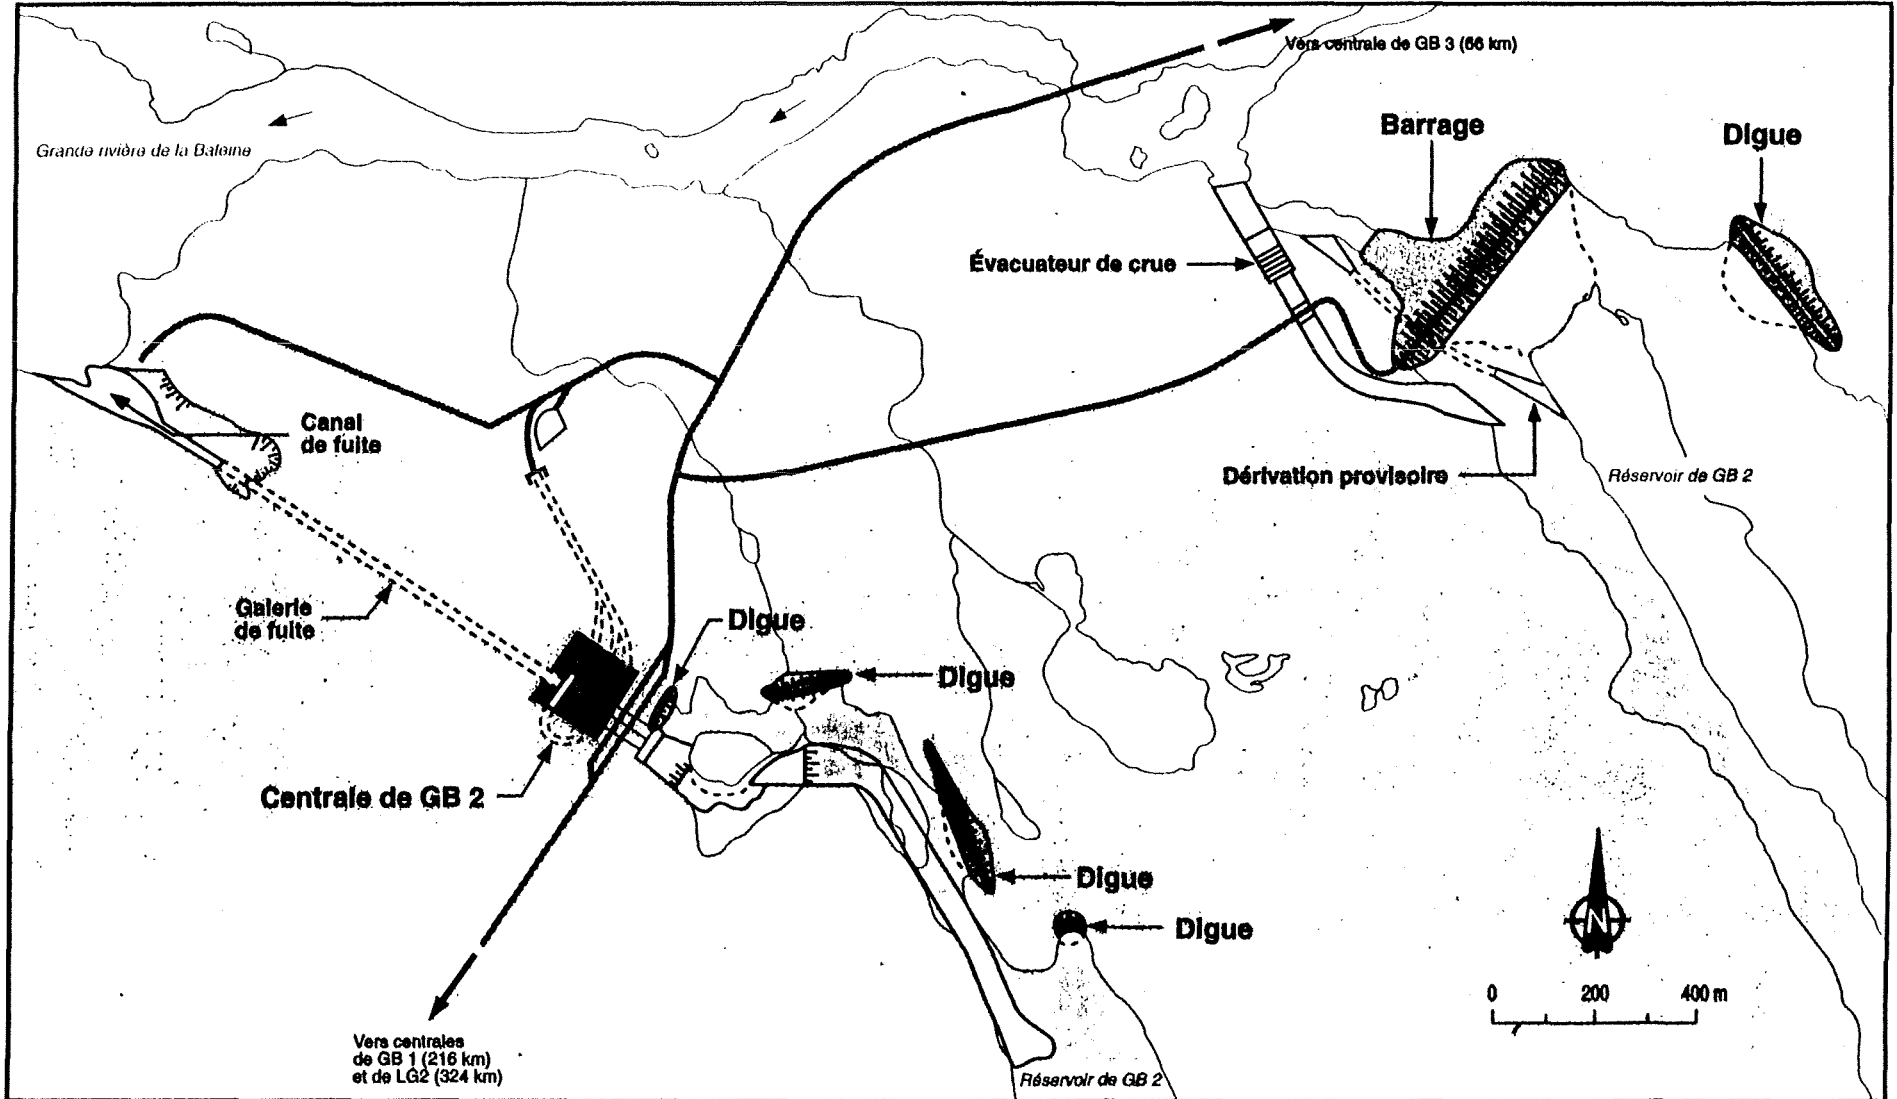 Vers centrale de GB 3 (66 km)
Barrage
Digue
Grande rivière de la Baleine
Évacuateur de crue
Canal
de fuite
Dérivation provisoire
Réservoir de GB 2
Galerie
de fuite
Digue
Digue
Centrale de GB 2
Digue
Digue
N
0 200 400 m
Vers centrales
de GB 1 (216 km)
et de LG2 (324 km)
Réservoir de GB 2